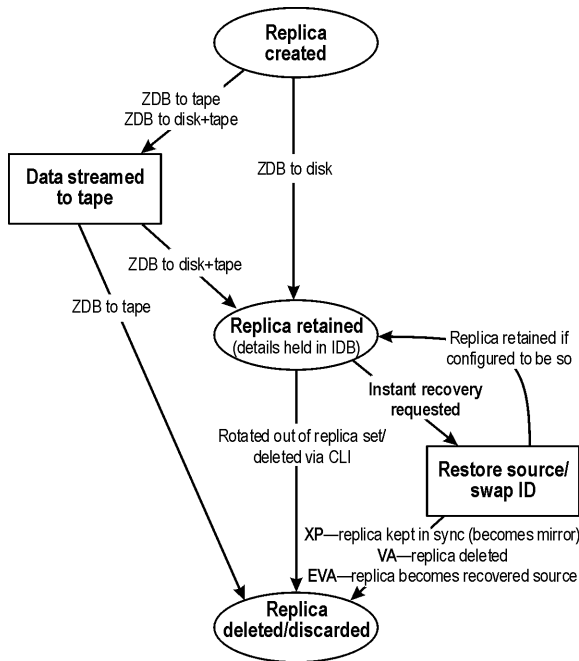 Replica
created
ZDB to tape
ZDB to disk+tape
Data streamed
to tape
ZDB to disk
ZDB to disk+tape
ZDB to tape
Replica retained
(details held in IDB)
Replica retained if
configured to be so
Instant recovery
requested
Rotated out of replica set/
deleted via CLI
Restore source/
swap ID
XP—replica kept in sync (becomes mirror)
VA—replica deleted
EVA—replica becomes recovered source
Replica
deleted/discarded